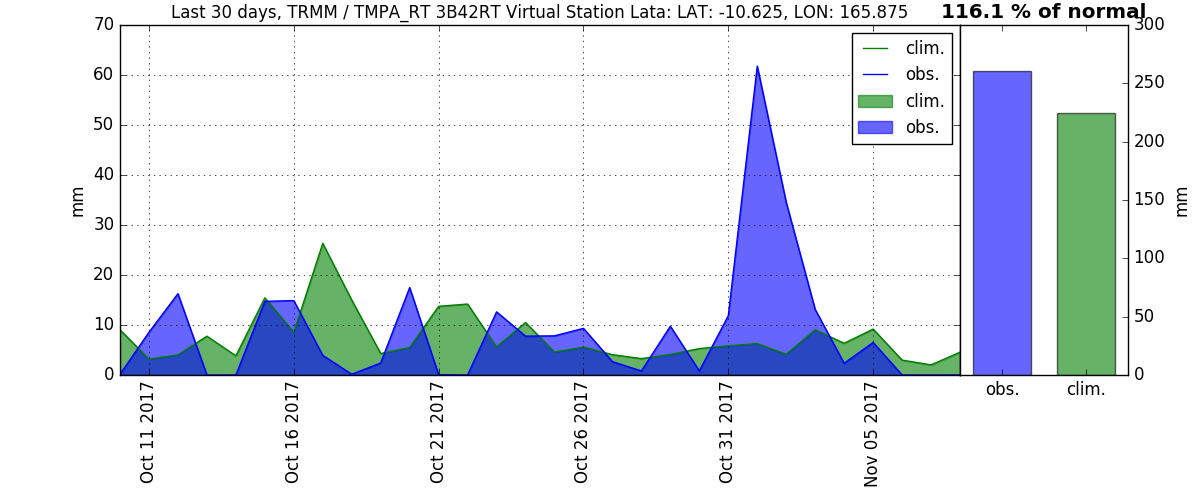 Last 30 days, TRMM / TMPA_RT 3B42RT Virtual Station Lata: LAT: -10.625, LON: 165.875
116.1 % of normal
70
60
50
40
30
20
10
0
mm
clim.
obs.
clim.
obs.
Oct 11 2017
Oct 16 2017
Oct 21 2017
Oct 26 2017
Oct 31 2017
Nov 05 2017
300
250
200
150
100
50
0
mm
obs.
clim.